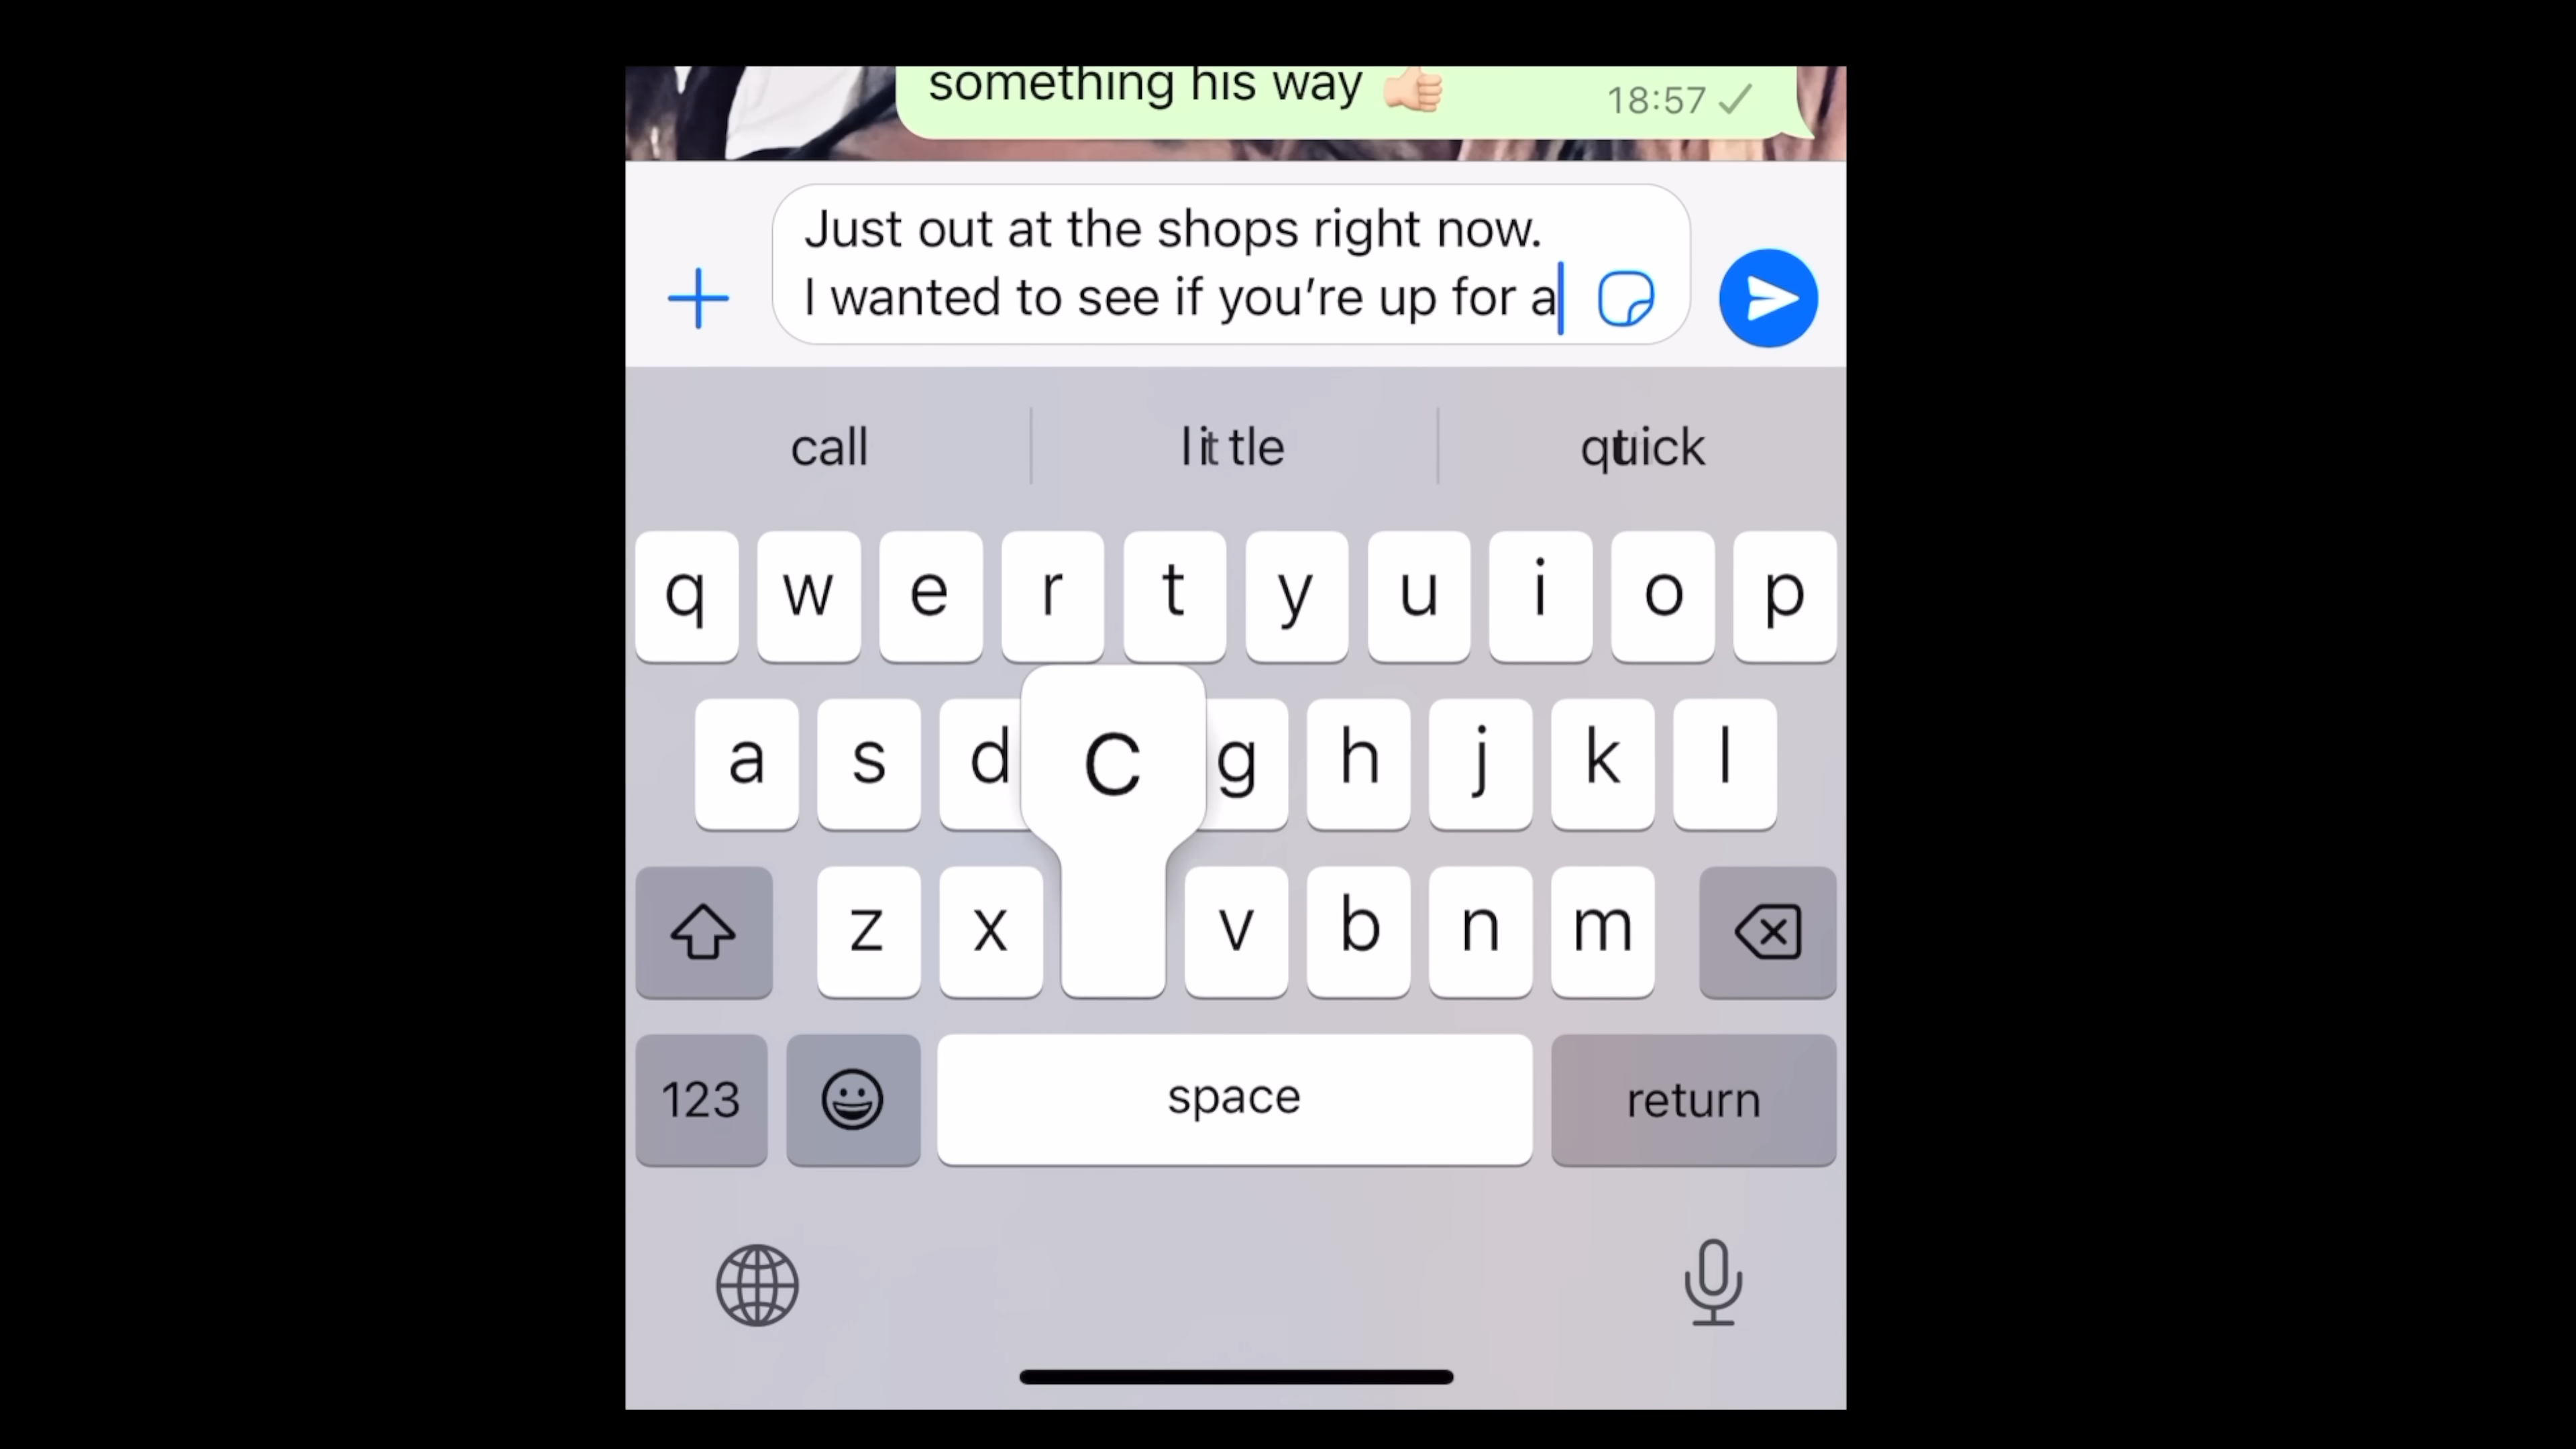 something his way 👍🏻
18:57
Just out at the shops right now.
I wanted to see if you're up for a
call little quick
q w e r t y u i o p
a s d c g h j k l
z x v b n m
123 space return